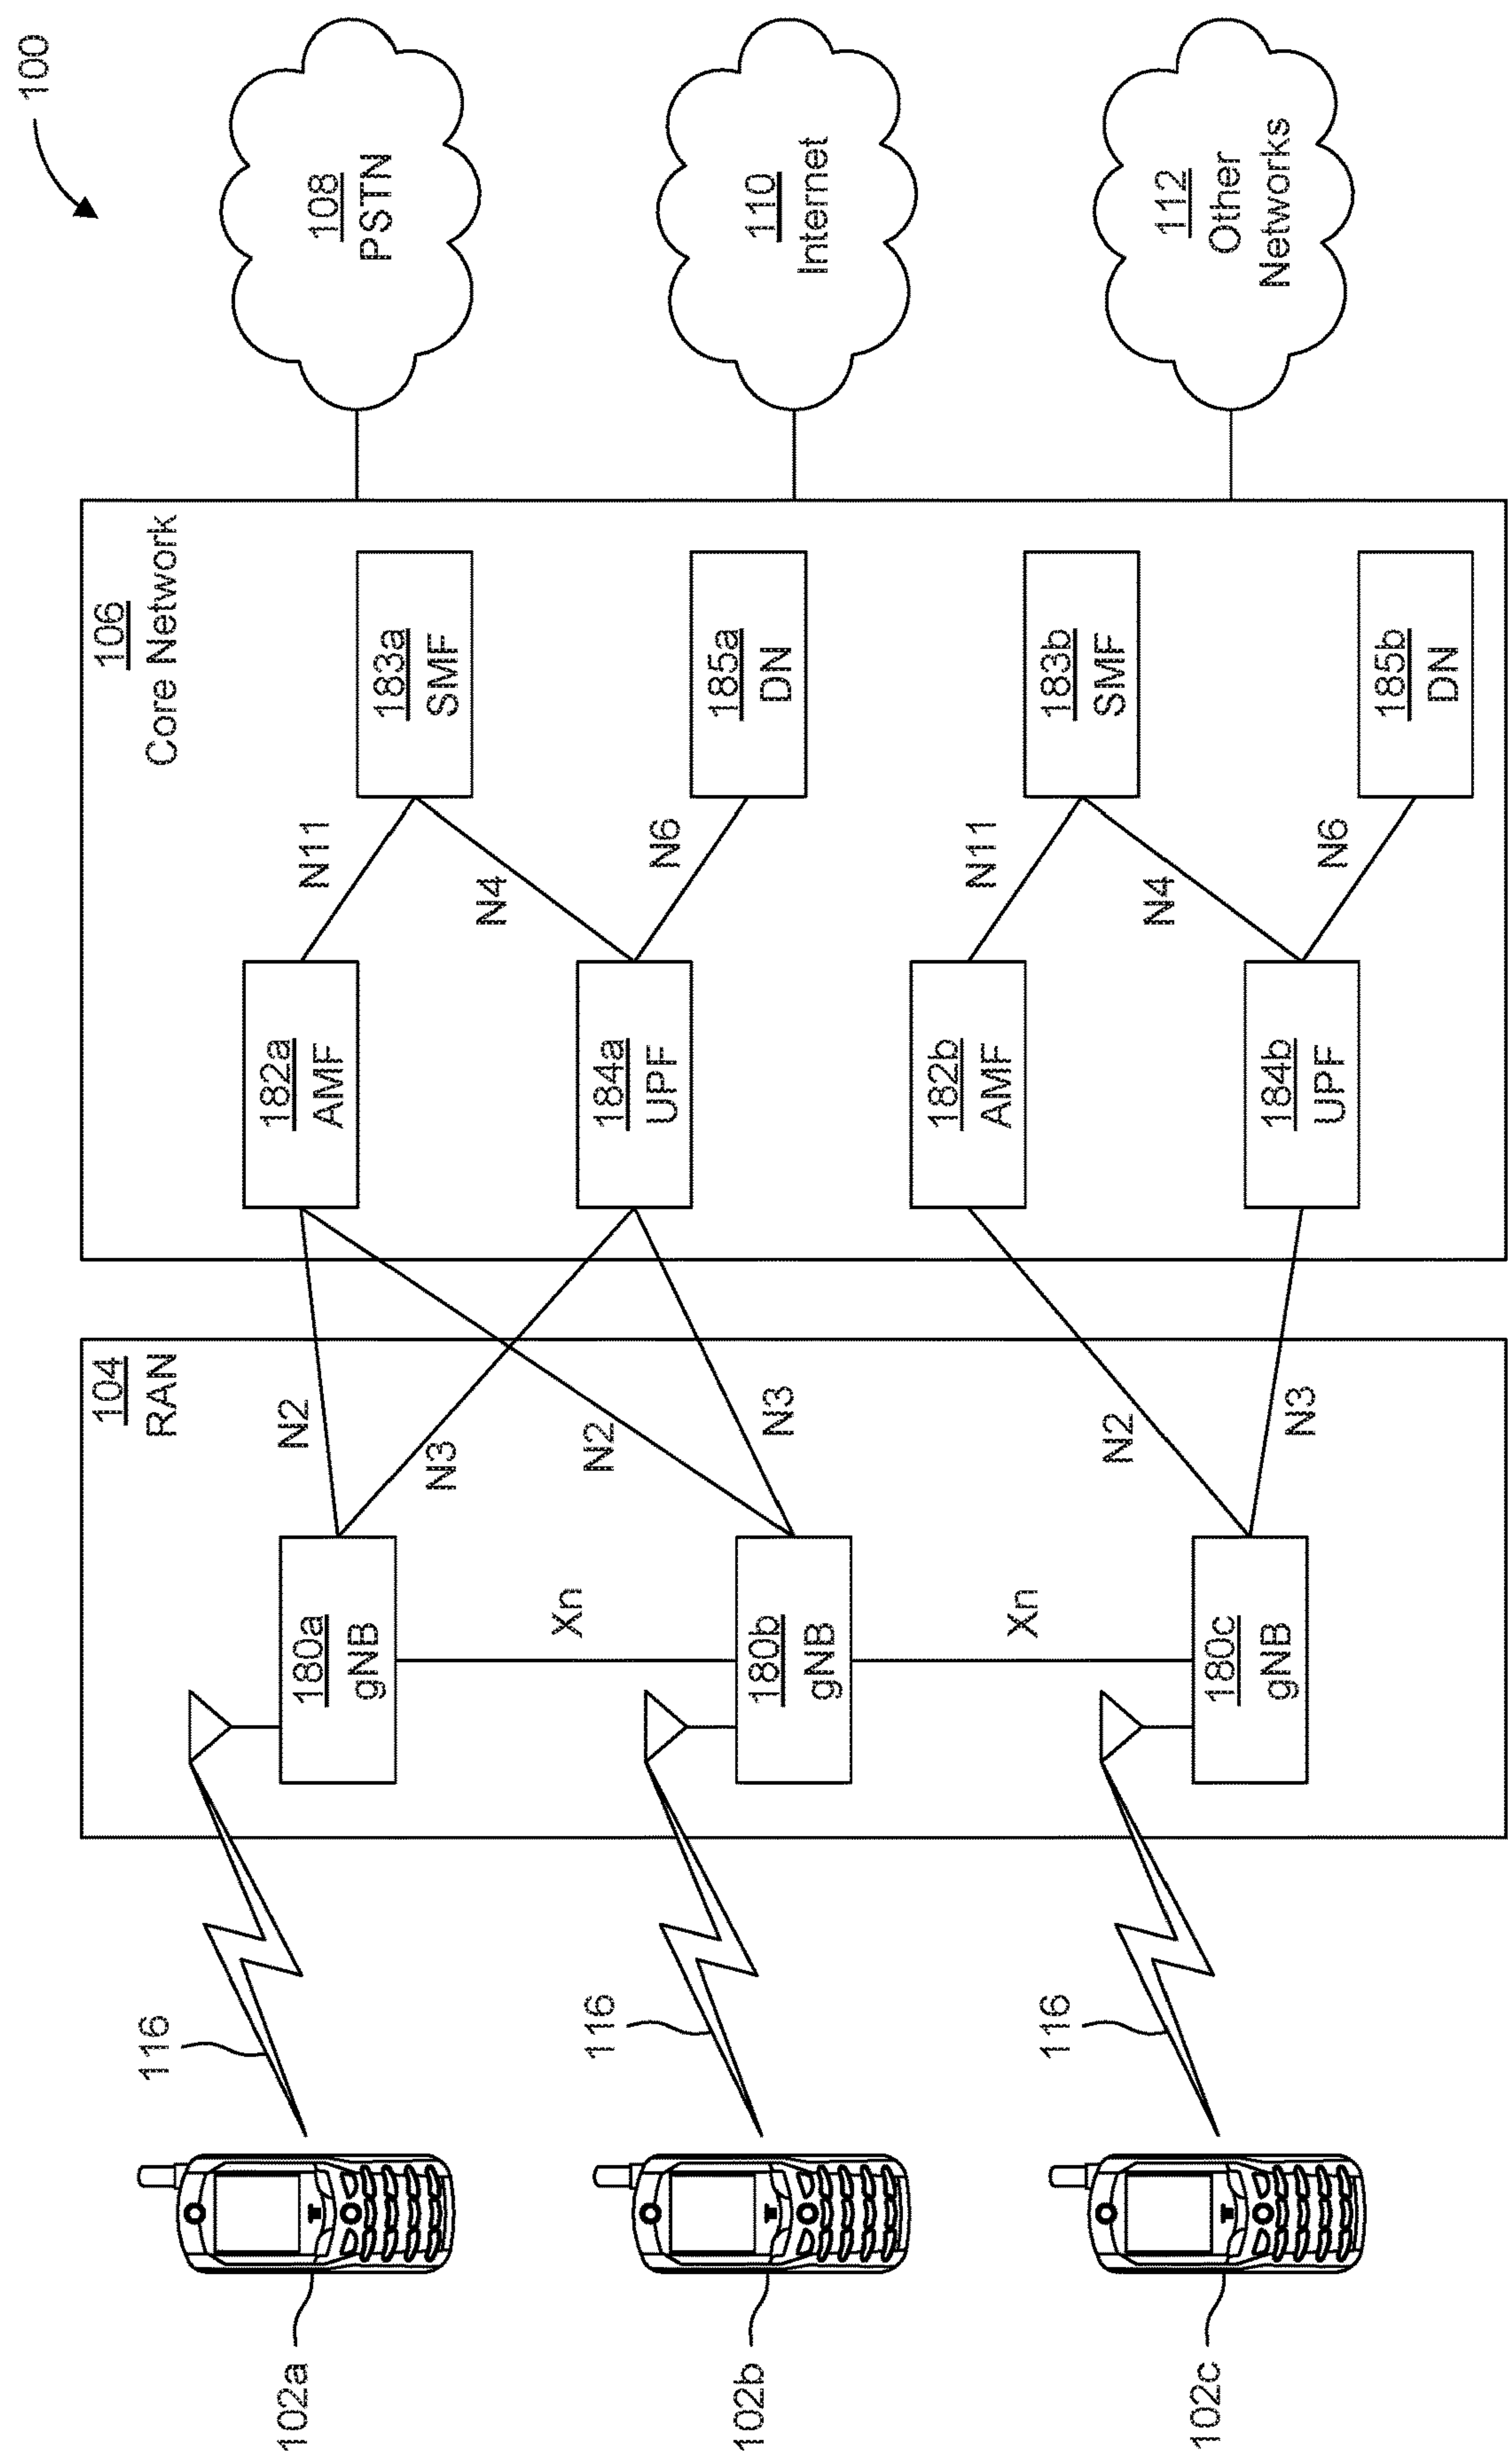 100
108
PSTN
110
Internet
112
Other
Networks
106
Core Network
183a
SMF
185a
DN
183b
SMF
185b
DN
N11
N4
N6
N11
N4
N6
182a
AMF
184a
UPF
182b
AMF
184b
UPF
104
RAN
N2
N3
N2
N3
N2
N3
180a
gNB
Xn
180b
gNB
Xn
180c
gNB
116
116
116
102a
102b
102c